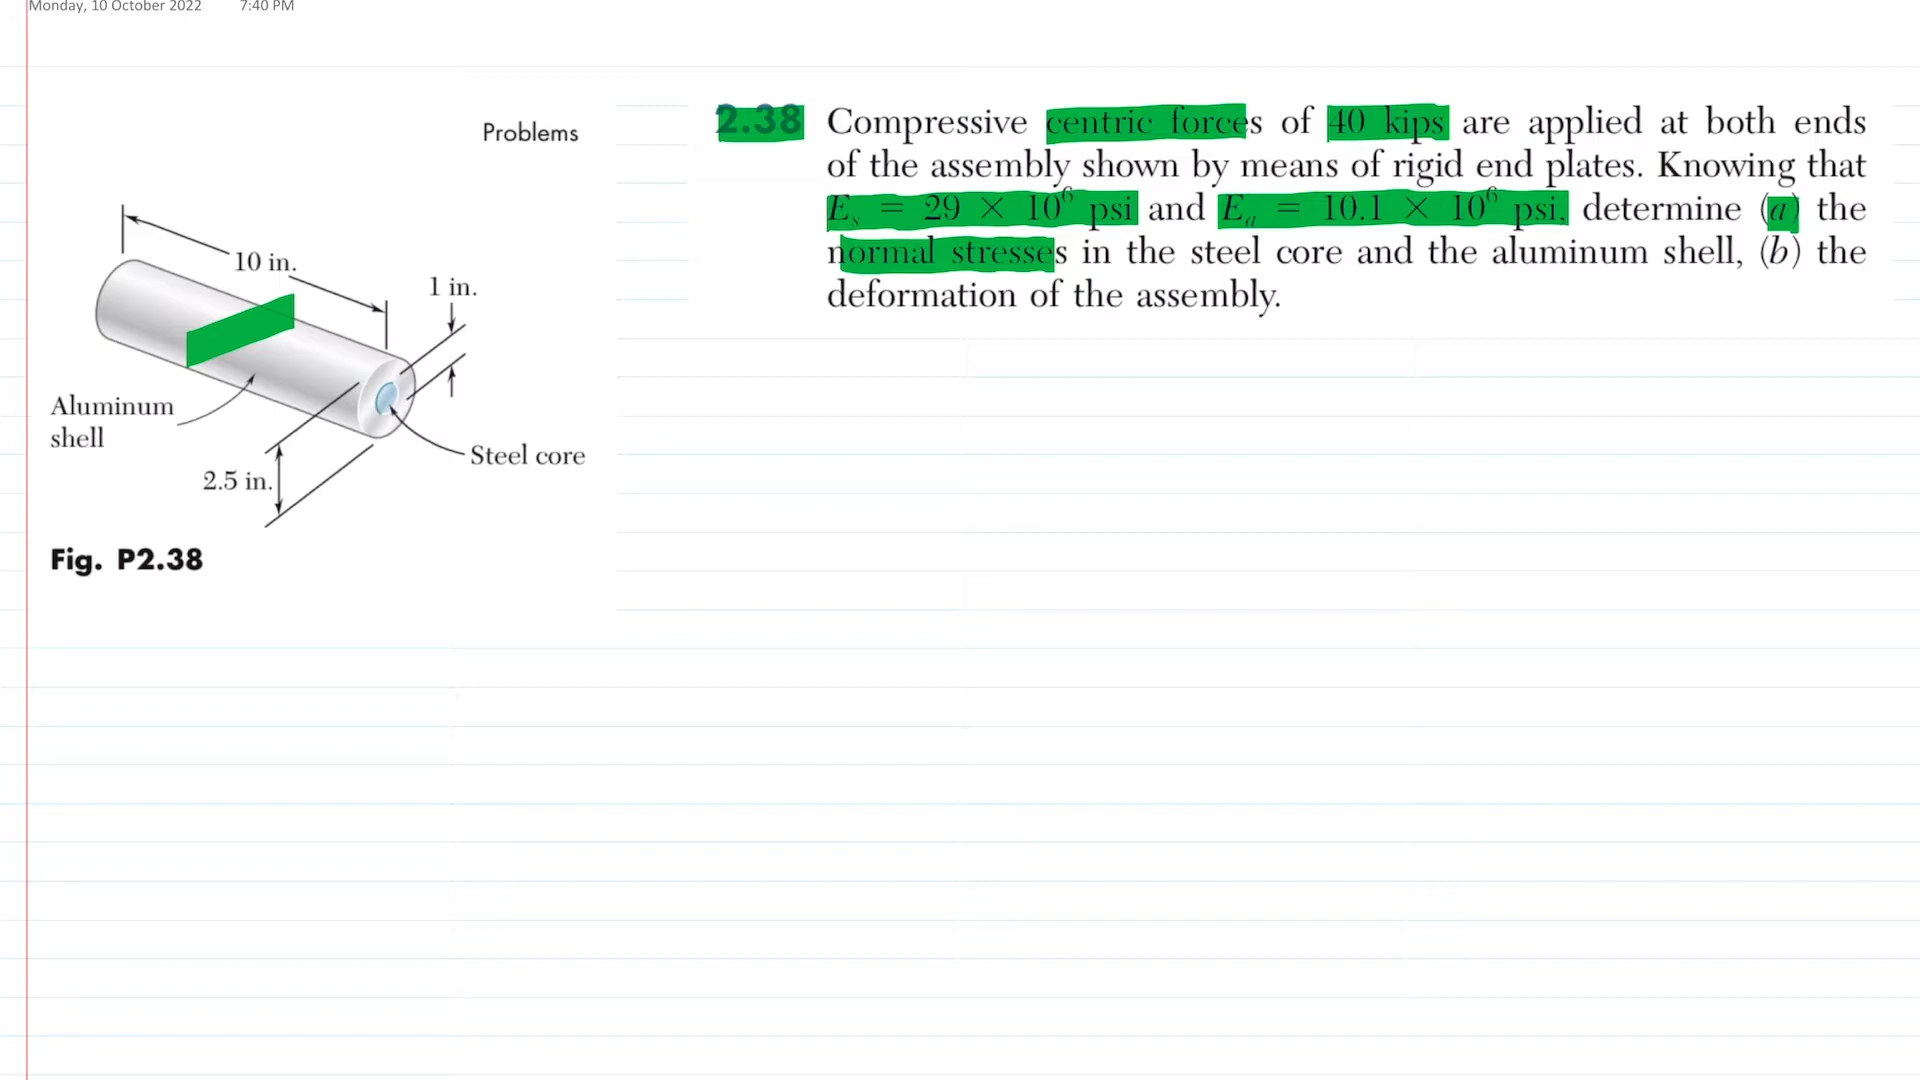 Monday, 10 October 2022 7:40 PM
Problems
2.38 Compressive centric forces of 40 kips are applied at both ends
of the assembly shown by means of rigid end plates. Knowing that
Eₛ = 29 × 10⁶ psi and Eₐ = 10.1 × 10⁶ psi, determine (a) the
normal stresses in the steel core and the aluminum shell, (b) the
deformation of the assembly.
10 in.
1 in.
Aluminum
shell
Steel core
2.5 in.
Fig. P2.38